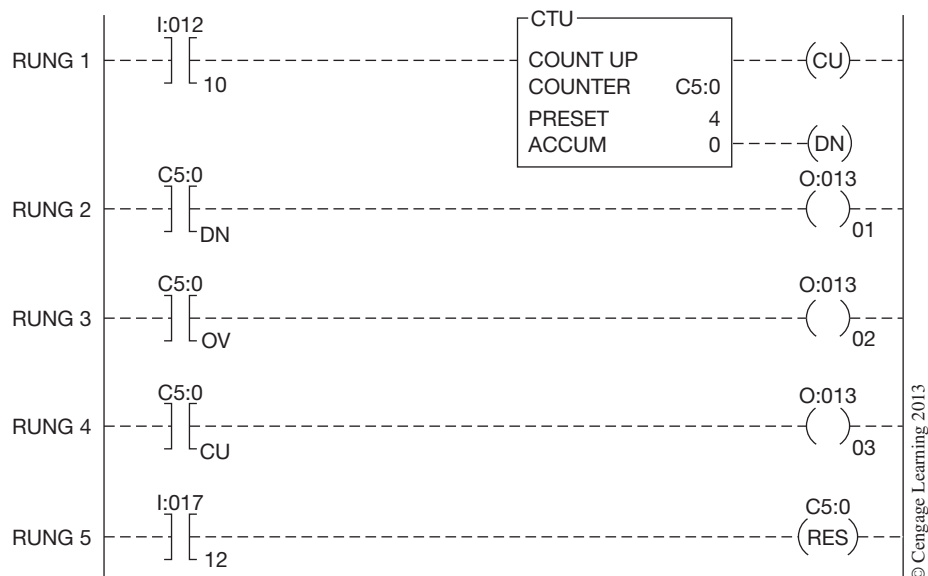 I:012
CTU
RUNG 1
10
COUNT UP
COUNTER C5:0
PRESET 4
ACCUM 0
CU
DN
C5:0
O:013
RUNG 2
DN
01
C5:0
O:013
RUNG 3
OV
02
C5:0
O:013
RUNG 4
CU
03
I:017
C5:0
RUNG 5
12
RES
© Cengage Learning 2013